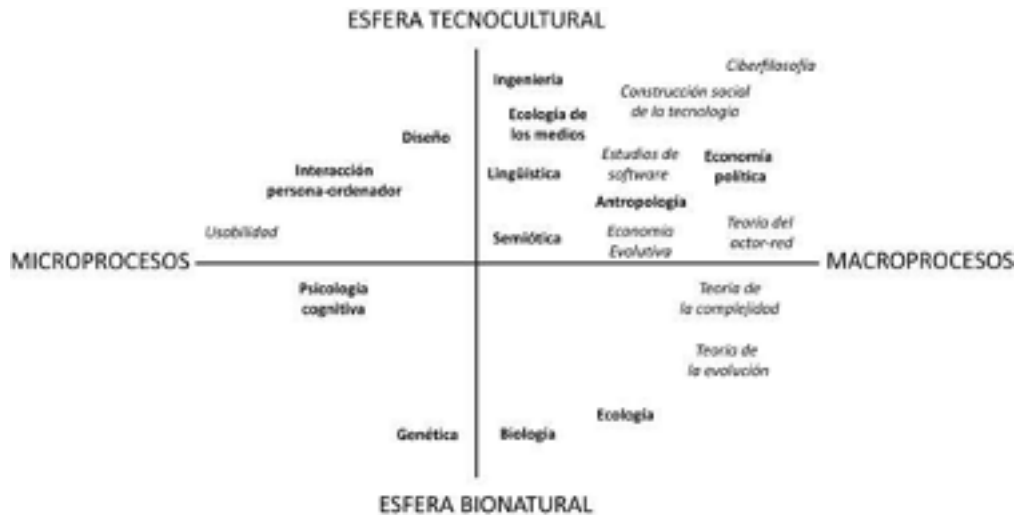 ESFERA TECNOCULTURAL
Ciberfilosofía
Ingeniería
Construcción social
de la tecnología
Ecología de
los medios
Diseño
Estudios de
software
Economía
política
Interacción
persona-ordenador
Lingüística
Antropología
Usabilidad
Semiótica
Economía
Evolutiva
Teoría del
actor-red
MICROPROCESOS
MACROPROCESOS
Psicología
cognitiva
Teoría de
la complejidad
Teoría de
la evolución
Ecología
Genética
Biología
ESFERA BIONATURAL